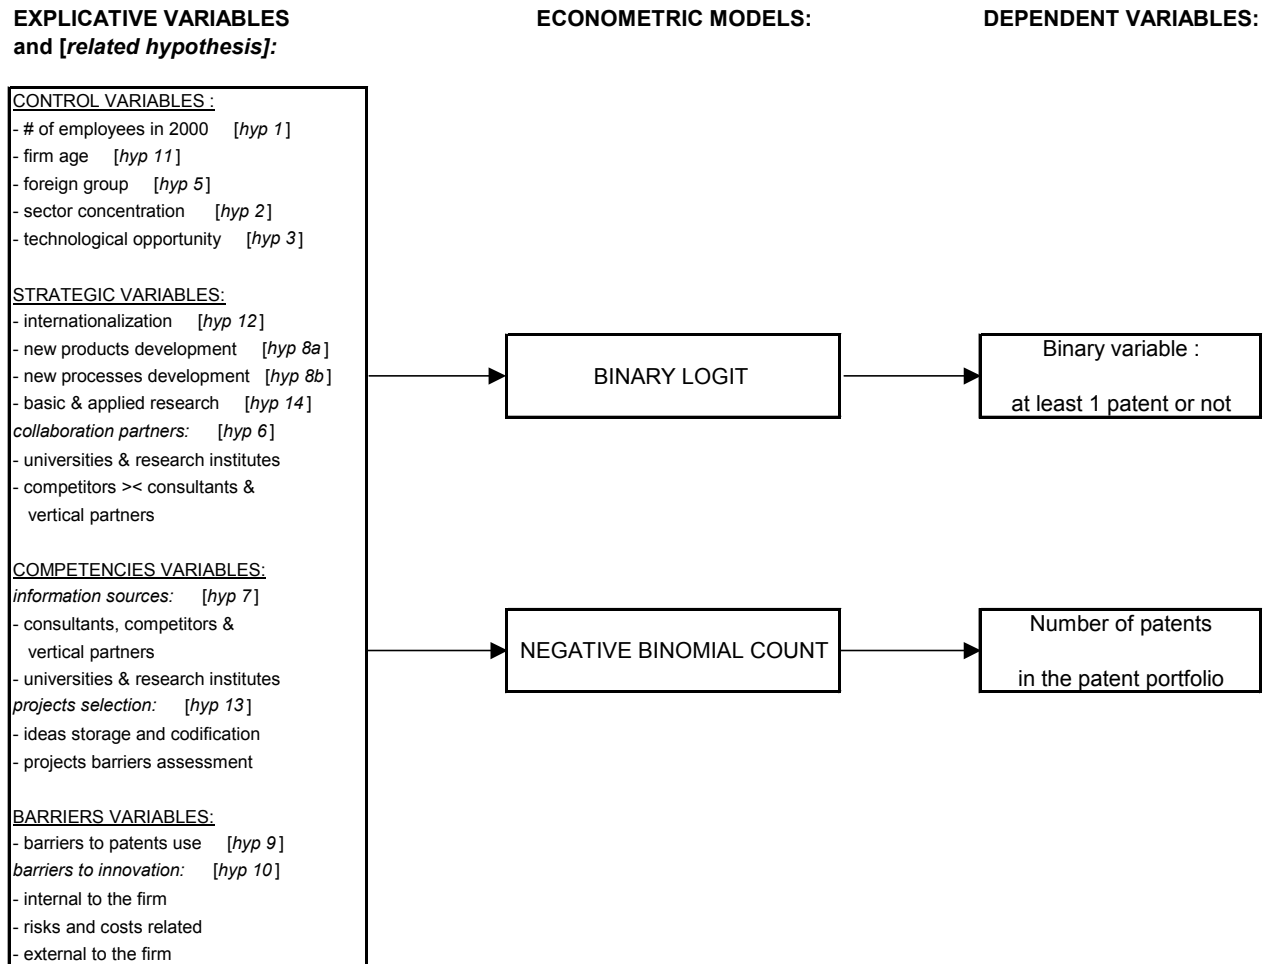 EXPLICATIVE VARIABLES
and [related hypothesis]:
ECONOMETRIC MODELS:
DEPENDENT VARIABLES:
CONTROL VARIABLES :
- # of employees in 2000 [hyp 1]
- firm age [hyp 11]
- foreign group [hyp 5]
- sector concentration [hyp 2]
- technological opportunity [hyp 3]
STRATEGIC VARIABLES:
- internationalization [hyp 12]
- new products development [hyp 8a]
- new processes development [hyp 8b]
- basic & applied research [hyp 14]
collaboration partners: [hyp 6]
- universities & research institutes
- competitors >< consultants &
vertical partners
COMPETENCIES VARIABLES:
information sources: [hyp 7]
- consultants, competitors &
vertical partners
- universities & research institutes
projects selection: [hyp 13]
- ideas storage and codification
- projects barriers assessment
BARRIERS VARIABLES:
- barriers to patents use [hyp 9]
barriers to innovation: [hyp 10]
- internal to the firm
- risks and costs related
- external to the firm
BINARY LOGIT
Binary variable :
at least 1 patent or not
NEGATIVE BINOMIAL COUNT
Number of patents
in the patent portfolio